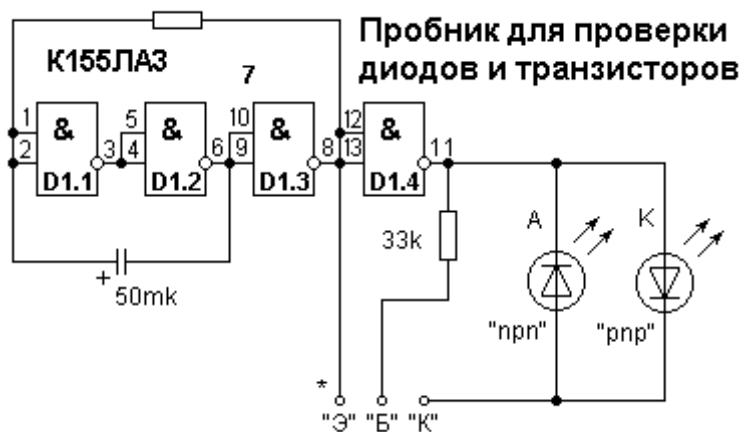 Пробник для проверки
диодов и транзисторов
К155ЛА3
7
1 2 & 3 D1.1
5 4 & 6 D1.2
10 9 & 8 D1.3
12 13 & 11 D1.4
+ 50mk
33k
А К
"npn" "pnp"
*
"Э" "Б" "К"